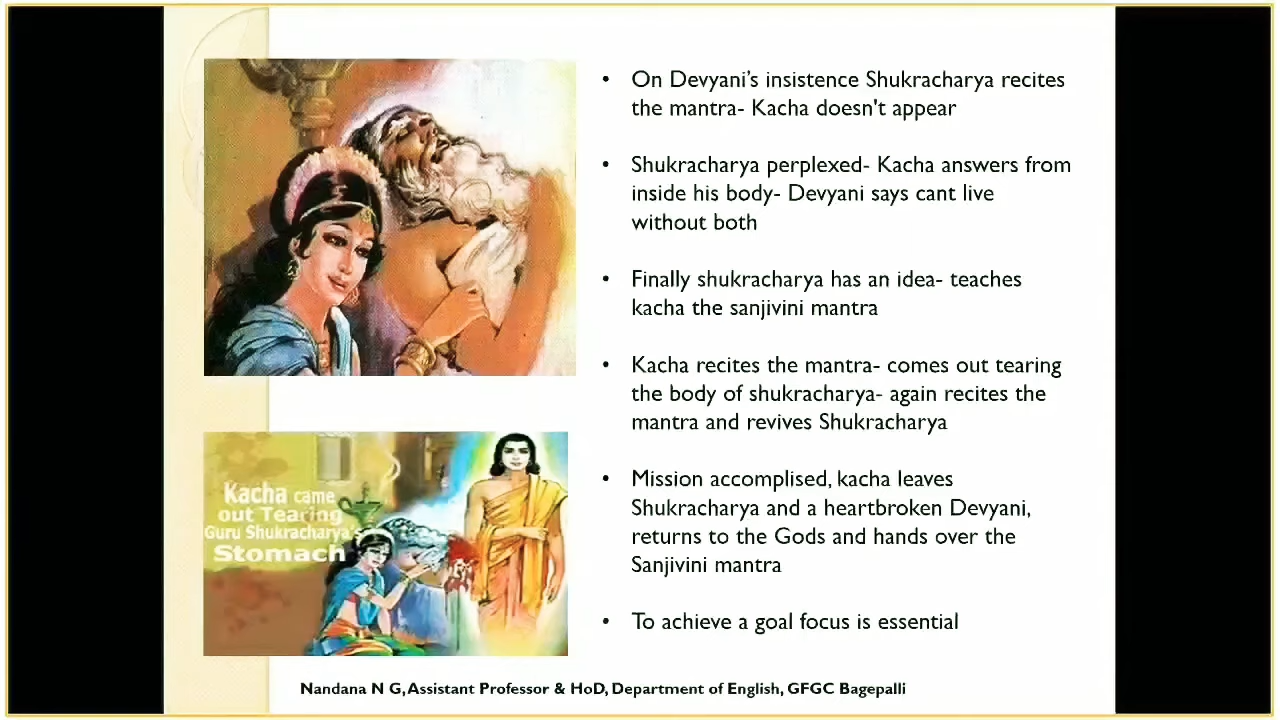 • On Devyani’s insistence Shukracharya recites
the mantra- Kacha doesn't appear
• Shukracharya perplexed- Kacha answers from
inside his body- Devyani says cant live
without both
• Finally shukracharya has an idea- teaches
kacha the sanjivini mantra
• Kacha recites the mantra- comes out tearing
the body of shukracharya- again recites the
mantra and revives Shukracharya
• Mission accomplised, kacha leaves
Shukracharya and a heartbroken Devyani,
returns to the Gods and hands over the
Sanjivini mantra
• To achieve a goal focus is essential
Kacha came
out Tearing
Guru Shukracharya's
Stomach
Nandana N G, Assistant Professor & HoD, Department of English, GFGC Bagepalli